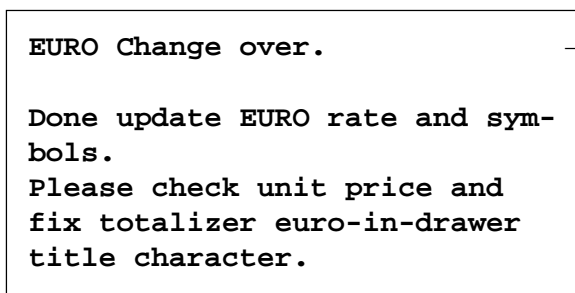 EURO Change over.
Done update EURO rate and sym-
bols.
Please check unit price and
fix totalizer euro-in-drawer
title character.